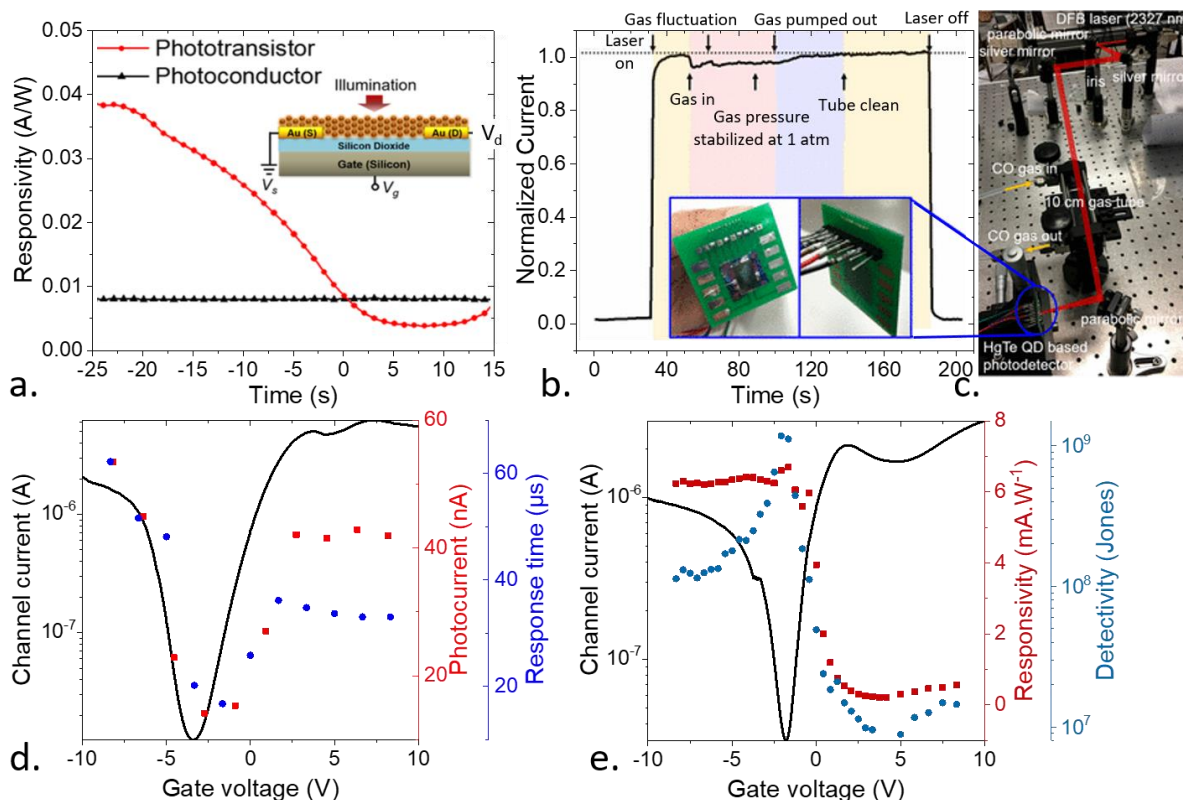 0.05
0.04
0.03
0.02
0.01
0.00
Responsivity (A/W)
Phototransistor
Photoconductor
Illumination
Au (S)
Au (D)
V_d
Silicon Dioxide
Gate (Silicon)
V_s
V_g
-25 -20 -15 -10 -5 0 5 10 15
Time (s)
a.
Gas fluctuation
Gas pumped out
Laser off
Laser
on
Gas in
Gas pressure
stabilized at 1 atm
Tube clean
1.0
0.8
0.6
0.4
0.2
0.0
Normalized Current
0 40 80 120 160 200
Time (s)
b.
DFB laser (2327 nm)
parabolic mirror
silver mirror
silver mirror
iris
CO gas in
10 cm gas tube
CO gas out
parabolic mirror
HgTe QD based
photodetector
c.
10⁻⁶
10⁻⁷
Channel current (A)
60
40
20
Photocurrent (nA)
60
40
20
Response time (µs)
-10 -5 0 5 10
Gate voltage (V)
d.
10⁻⁶
10⁻⁷
Channel current (A)
8
6
4
2
0
Responsivity (mA.W⁻¹)
10⁹
10⁸
10⁷
Detectivity (Jones)
-10 -5 0 5 10
Gate voltage (V)
e.